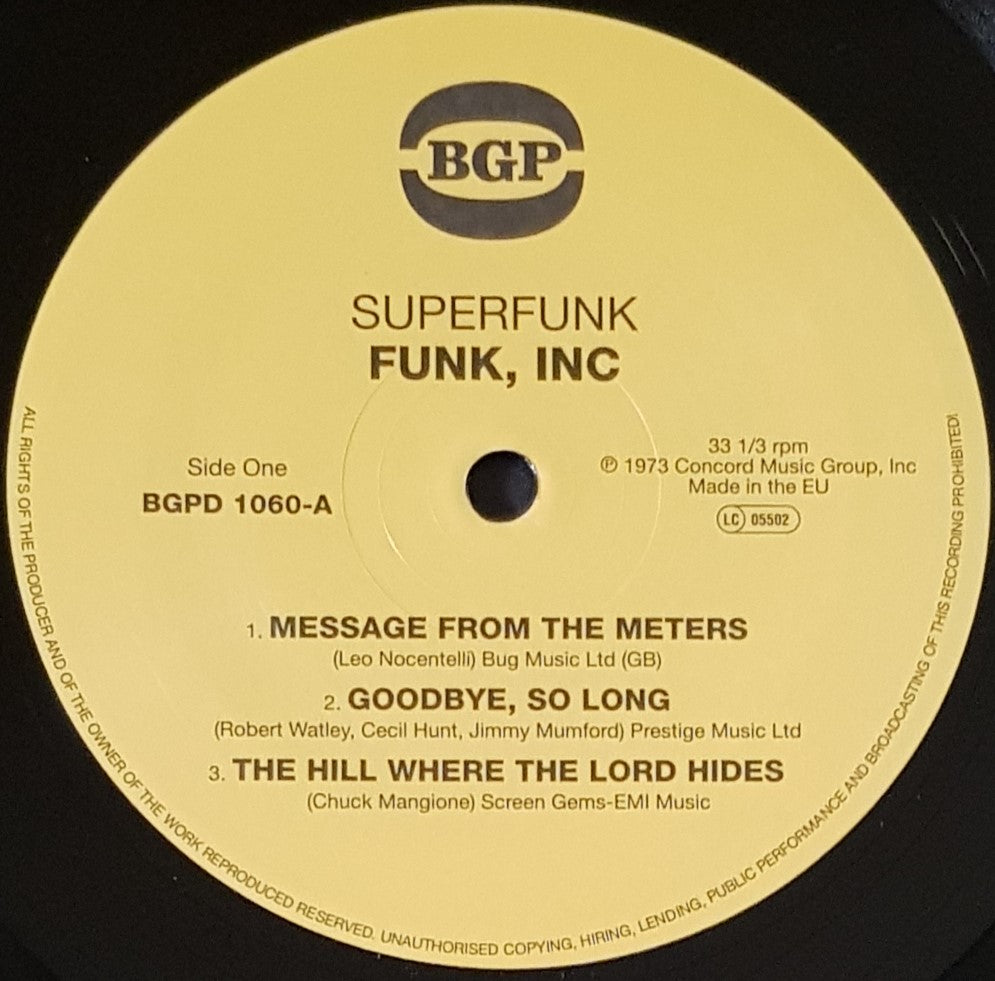 BGP
SUPERFUNK
FUNK, INC
Side One
BGPD 1060-A
33 1/3 rpm
℗ 1973 Concord Music Group, Inc
Made in the EU
LC 05502
1. MESSAGE FROM THE METERS
(Leo Nocentelli) Bug Music Ltd (GB)
2. GOODBYE, SO LONG
(Robert Watley, Cecil Hunt, Jimmy Mumford) Prestige Music Ltd
3. THE HILL WHERE THE LORD HIDES
(Chuck Mangione) Screen Gems-EMI Music
ALL RIGHTS OF THE PRODUCER AND OF THE OWNER OF THE WORK REPRODUCED RESERVED. UNAUTHORISED COPYING, HIRING, LENDING, PUBLIC PERFORMANCE AND BROADCASTING OF THIS RECORDING PROHIBITED!